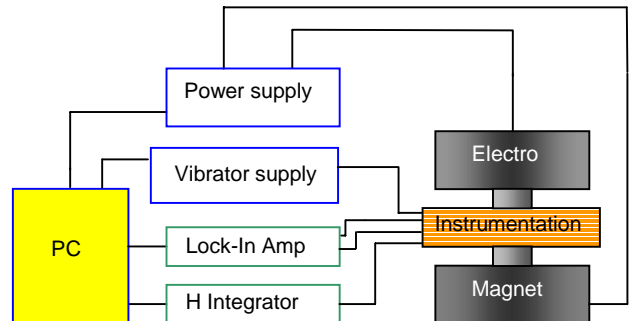 Power supply
Electro
Vibrator supply
Instrumentation
PC
Lock-In Amp
H Integrator
Magnet